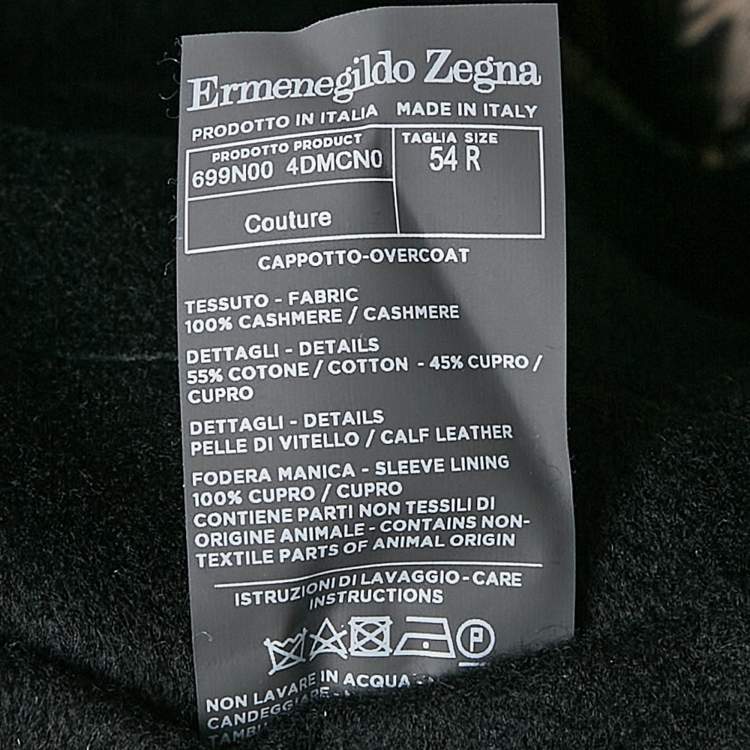 Ermenegildo Zegna
PRODOTTO IN ITALIA MADE IN ITALY
PRODOTTO PRODUCT
699N00 4DMCN0
TAGLIA SIZE
54 R
Couture
CAPPOTTO-OVERCOAT
TESSUTO - FABRIC
100% CASHMERE / CASHMERE
DETTAGLI - DETAILS
55% COTONE / COTTON - 45% CUPRO /
CUPRO
DETTAGLI - DETAILS
PELLE DI VITELLO / CALF LEATHER
FODERA MANICA - SLEEVE LINING
100% CUPRO / CUPRO
CONTIENE PARTI NON TESSILI DI
ORIGINE ANIMALE - CONTAINS NON-
TEXTILE PARTS OF ANIMAL ORIGIN
ISTRUZIONI DI LAVAGGIO - CARE
INSTRUCTIONS
P
NON LAVARE IN ACQUA